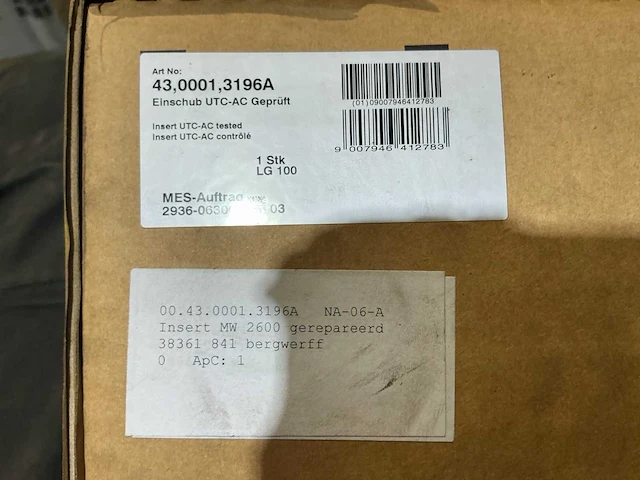 Art No:
43,0001,3196A
Einschub UTC-AC Geprüft
Insert UTC-AC tested
Insert UTC-AC contrôlé
1 Stk
LG 100
MES-Auftrag
03
(01)09007946412783
9 007946 412783
00.43.0001.3196A NA-06-A
Insert MW 2600 gerepareerd
38361 841 bergwerff
0 ApC: 1